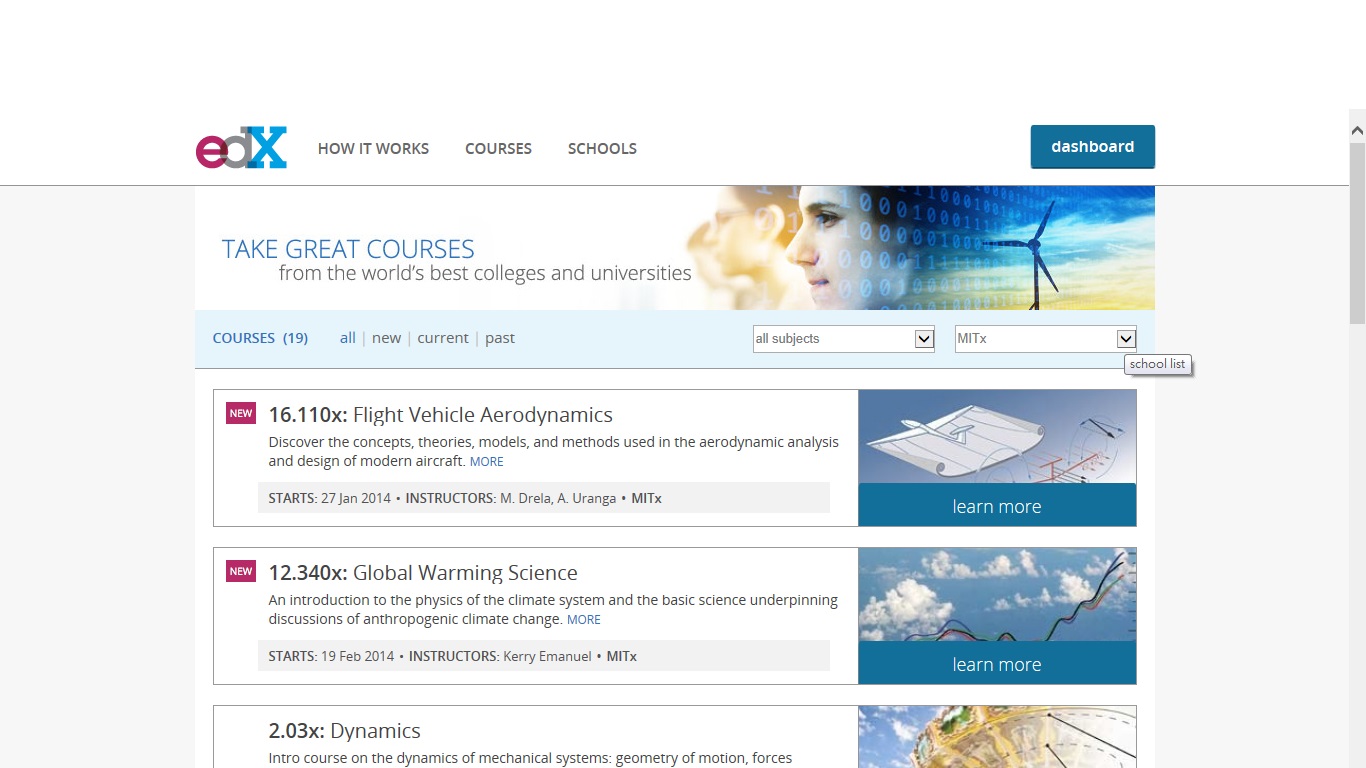 edX
HOW IT WORKS
COURSES
SCHOOLS
dashboard
TAKE GREAT COURSES
from the world's best colleges and universities
COURSES (19)
all | new | current | past
all subjects
MITx
school list
NEW
16.110x: Flight Vehicle Aerodynamics
Discover the concepts, theories, models, and methods used in the aerodynamic analysis
and design of modern aircraft. MORE
STARTS: 27 Jan 2014 • INSTRUCTORS: M. Drela, A. Uranga • MITx
learn more
NEW
12.340x: Global Warming Science
An introduction to the physics of the climate system and the basic science underpinning
discussions of anthropogenic climate change. MORE
STARTS: 19 Feb 2014 • INSTRUCTORS: Kerry Emanuel • MITx
learn more
2.03x: Dynamics
Intro course on the dynamics of mechanical systems: geometry of motion, forces